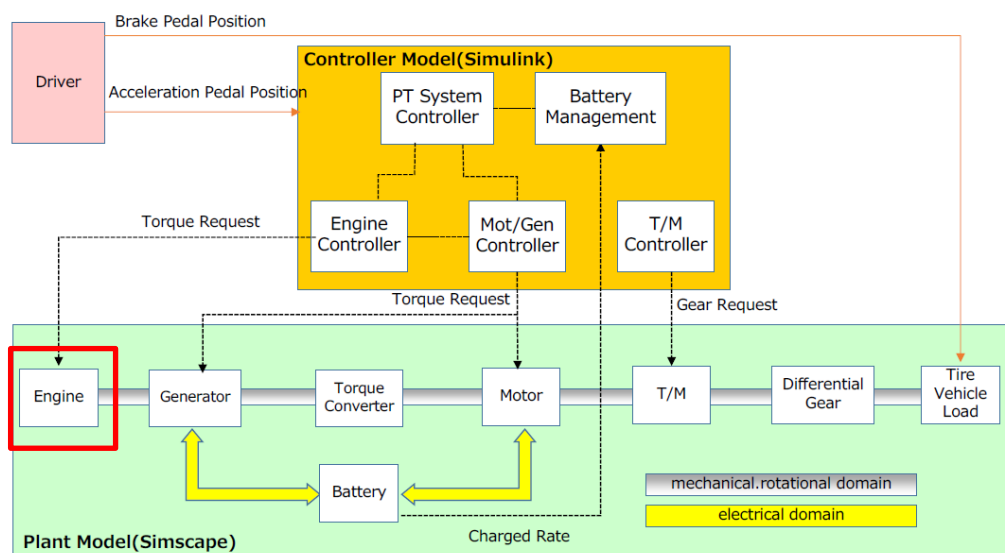 Brake Pedal Position
Driver
Acceleration Pedal Position
Controller Model(Simulink)
PT System
Controller
Battery
Management
Torque Request
Engine
Controller
Mot/Gen
Controller
T/M
Controller
Torque Request
Gear Request
Engine
Generator
Torque
Converter
Motor
T/M
Differential
Gear
Tire
Vehicle
Load
Battery
mechanical.rotational domain
electrical domain
Charged Rate
Plant Model(Simscape)